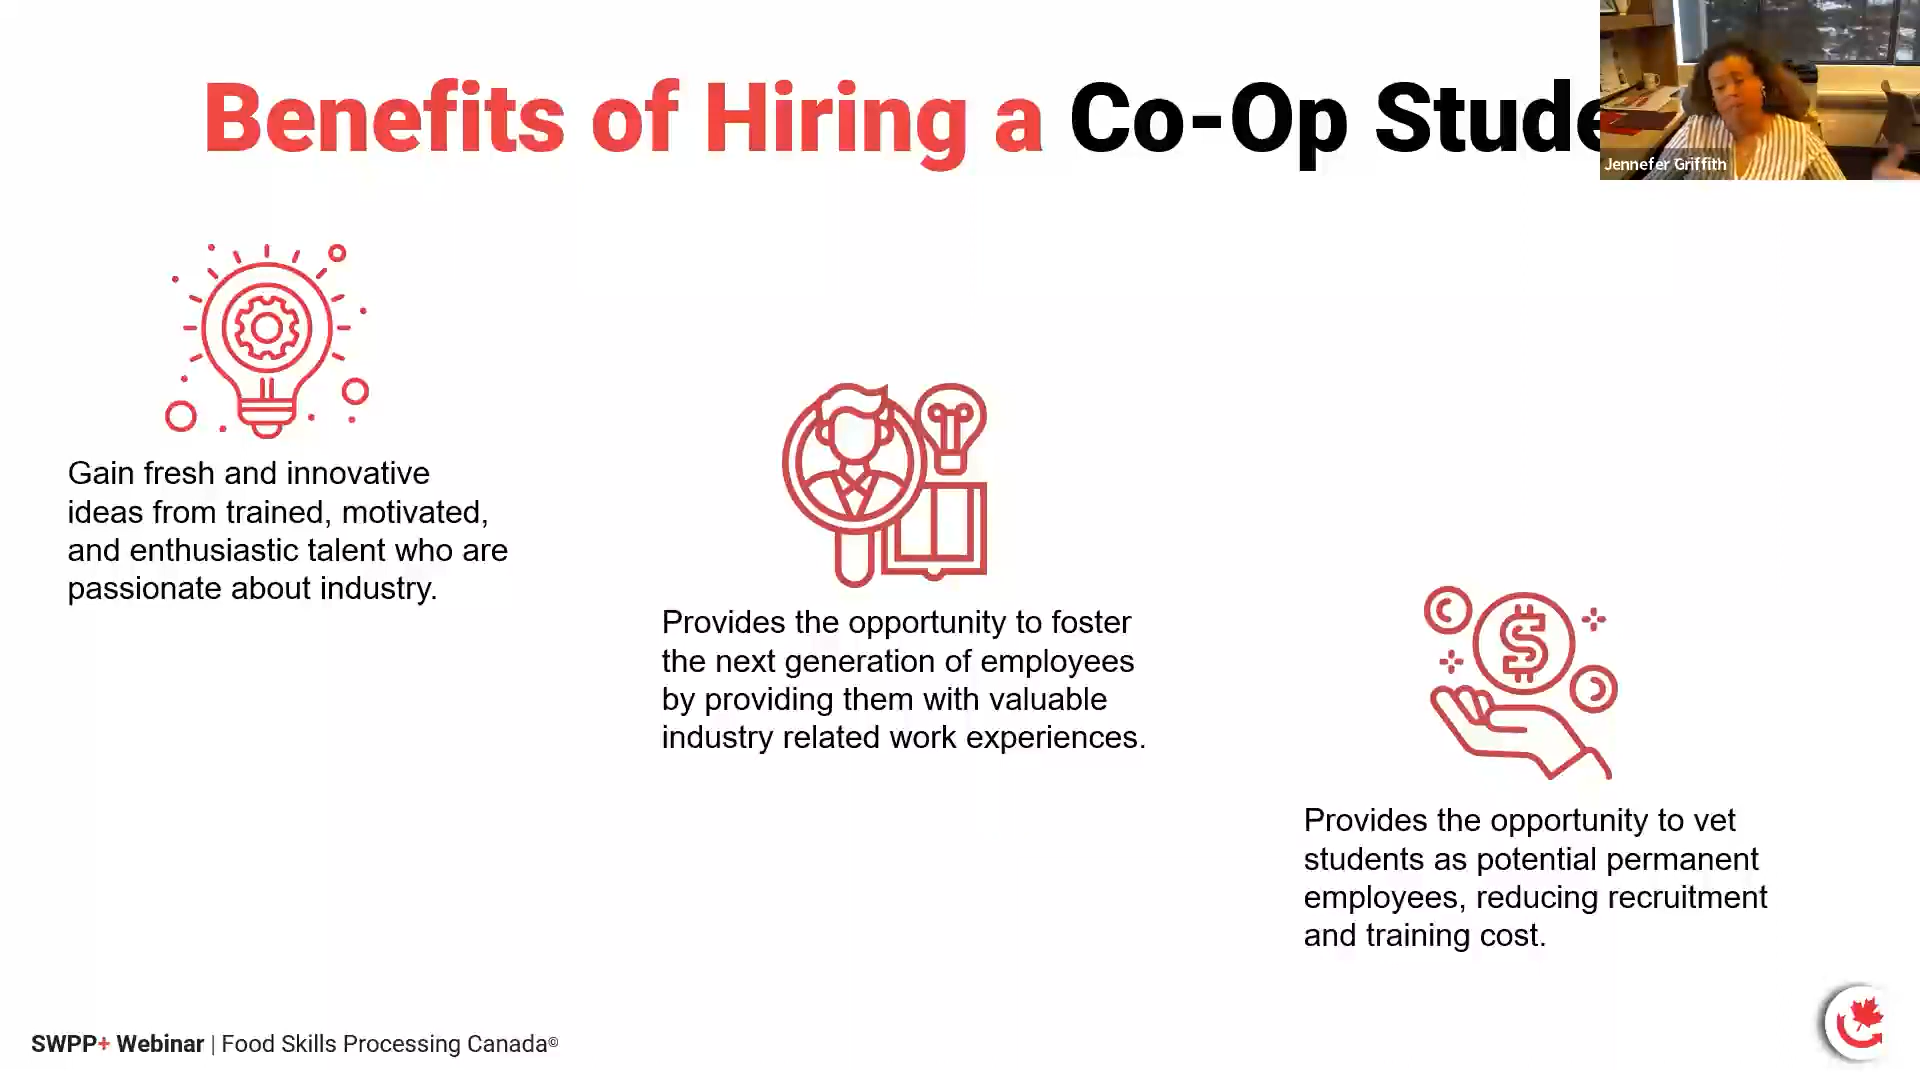 Benefits of Hiring a Co-Op Stude
Jennefer Griffith
Gain fresh and innovative
ideas from trained, motivated,
and enthusiastic talent who are
passionate about industry.
Provides the opportunity to foster
the next generation of employees
by providing them with valuable
industry related work experiences.
Provides the opportunity to vet
students as potential permanent
employees, reducing recruitment
and training cost.
SWPP+ Webinar | Food Skills Processing Canada©